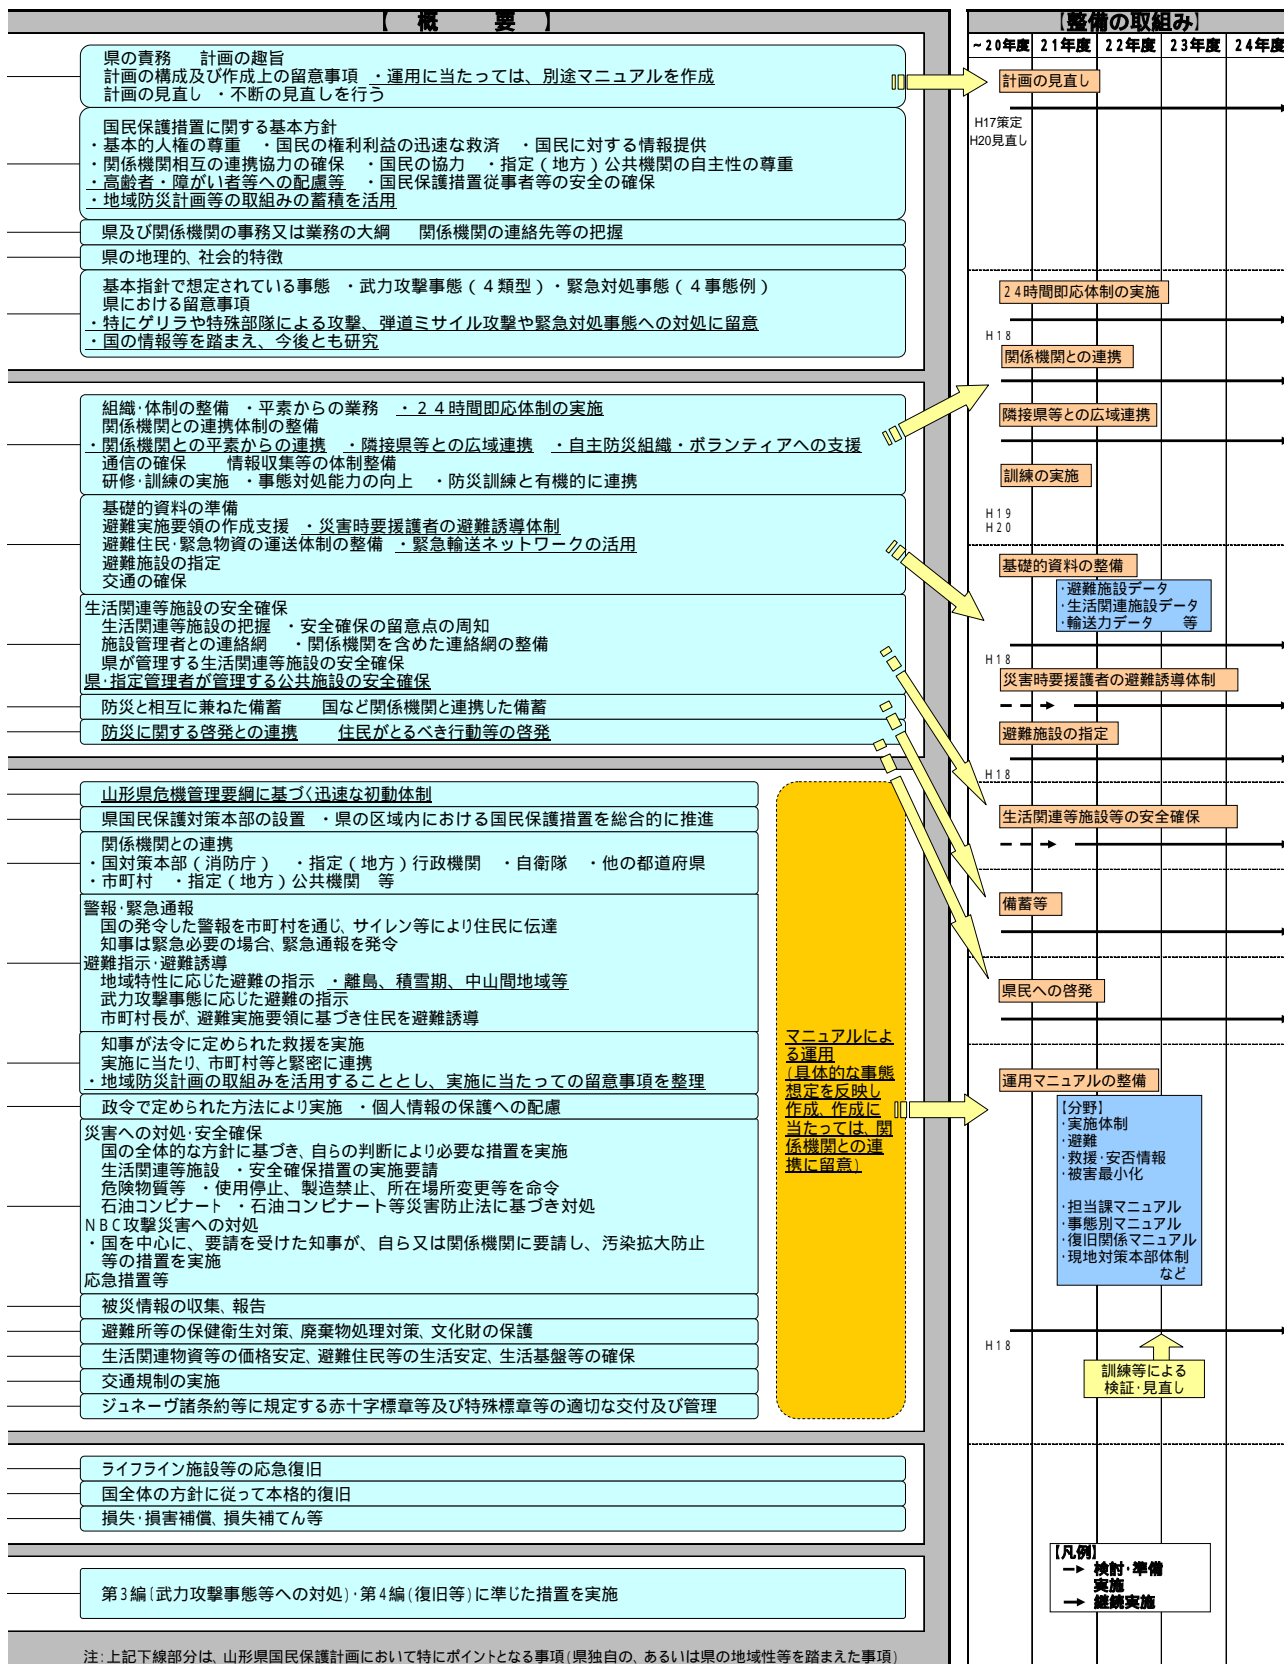 【　概　　要　】
県の責務　　計画の趣旨
計画の構成及び作成上の留意事項　・運用に当たっては、別途マニュアルを作成
計画の見直し　・不断の見直しを行う
国民保護措置に関する基本方針
・基本的人権の尊重　・国民の権利利益の迅速な救済　・国民に対する情報提供
・関係機関相互の連携協力の確保　・国民の協力　・指定(地方)公共機関の自主性の尊重
・高齢者・障がい者等への配慮等　・国民保護措置従事者等の安全の確保
・地域防災計画等の取組みの蓄積を活用
県及び関係機関の事務又は業務の大綱　　関係機関の連絡先等の把握
県の地理的、社会的特徴
基本指針で想定されている事態　・武力攻撃事態(4類型)・緊急対処事態(4事態例)
県における留意事項
・特にゲリラや特殊部隊による攻撃、弾道ミサイル攻撃や緊急対処事態への対処に留意
・国の情報等を踏まえ、今後とも研究
組織・体制の整備　・平素からの業務　・24時間即応体制の実施
関係機関との連携体制の整備
・関係機関との平素からの連携　・隣接県等との広域連携　・自主防災組織・ボランティアへの支援
通信の確保　　情報収集等の体制整備
研修・訓練の実施　・事態対処能力の向上　・防災訓練と有機的に連携
基礎的資料の準備
避難実施要領の作成支援　・災害時要援護者の避難誘導体制
避難住民・緊急物資の運送体制の整備　・緊急輸送ネットワークの活用
避難施設の指定
交通の確保
生活関連等施設の安全確保
生活関連等施設の把握　・安全確保の留意点の周知
施設管理者との連絡網　・関係機関を含めた連絡網の整備
県が管理する生活関連等施設の安全確保
県・指定管理者が管理する公共施設の安全確保
防災と相互に兼ねた備蓄　　国など関係機関と連携した備蓄
防災に関する啓発との連携　　住民がとるべき行動等の啓発
山形県危機管理要綱に基づく迅速な初動体制
県国民保護対策本部の設置　・県の区域内における国民保護措置を総合的に推進
関係機関との連携
・国対策本部(消防庁)　・指定(地方)行政機関　・自衛隊　・他の都道府県
・市町村　・指定(地方)公共機関　等
警報・緊急通報
国の発令した警報を市町村を通じ、サイレン等により住民に伝達
知事は緊急必要の場合、緊急通報を発令
避難指示・避難誘導
地域特性に応じた避難の指示　・離島、積雪期、中山間地域等
武力攻撃事態に応じた避難の指示
市町村長が、避難実施要領に基づき住民を避難誘導
知事が法令に定められた救援を実施
実施に当たり、市町村等と緊密に連携
・地域防災計画の取組みを活用することとし、実施に当たっての留意事項を整理
政令で定められた方法により実施　・個人情報の保護への配慮
災害への対処・安全確保
国の全体的な方針に基づき、自らの判断により必要な措置を実施
生活関連等施設　・安全確保措置の実施要請
危険物質等　・使用停止、製造禁止、所在場所変更等を命令
石油コンビナート　・石油コンビナート等災害防止法に基づき対処
NBC攻撃災害への対処
・国を中心に、要請を受けた知事が、自ら又は関係機関に要請し、汚染拡大防止
等の措置を実施
応急措置等
被災情報の収集、報告
避難所等の保健衛生対策、廃棄物処理対策、文化財の保護
生活関連物資等の価格安定、避難住民等の生活安定、生活基盤等の確保
交通規制の実施
ジュネーヴ諸条約等に規定する赤十字標章等及び特殊標章等の適切な交付及び管理
マニュアルによ
る運用
(具体的な事態
想定を反映し
作成、作成に
当たっては、関
係機関との連
携に留意)
ライフライン施設等の応急復旧
国全体の方針に従って本格的復旧
損失・損害補償、損失補てん等
第3編(武力攻撃事態等への対処)・第4編(復旧等)に準じた措置を実施
注:上記下線部分は、山形県国民保護計画において特にポイントとなる事項(県独自の、あるいは県の地域性等を踏まえた事項)
【整備の取組み】
~20年度　21年度　22年度　23年度　24年度
計画の見直し
H17策定
H20見直し
24時間即応体制の実施
H18
関係機関との連携
隣接県等との広域連携
訓練の実施
H19
H20
基礎的資料の整備
・避難施設データ
・生活関連施設データ
・輸送力データ　等
H18
災害時要援護者の避難誘導体制
避難施設の指定
H18
生活関連等施設等の安全確保
備蓄等
県民への啓発
運用マニュアルの整備
【分野】
・実施体制
・避難
・救援・安否情報
・被害最小化
・担当課マニュアル
・事態別マニュアル
・復旧関係マニュアル
・現地対策本部体制
など
H18
訓練等による
検証・見直し
【凡例】
検討・準備
実施
継続実施